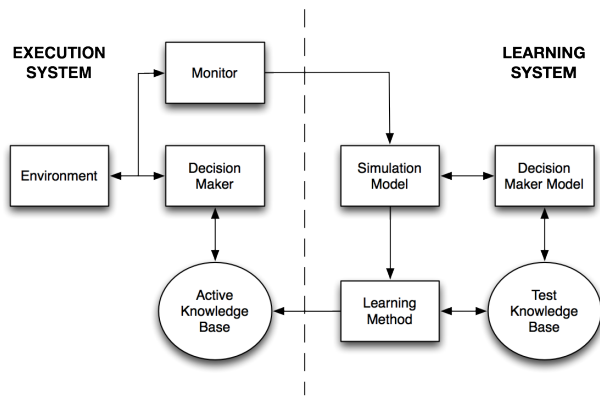 EXECUTION
SYSTEM
LEARNING
SYSTEM
Monitor
Environment
Decision
Maker
Simulation
Model
Decision
Maker Model
Active
Knowledge
Base
Learning
Method
Test
Knowledge
Base